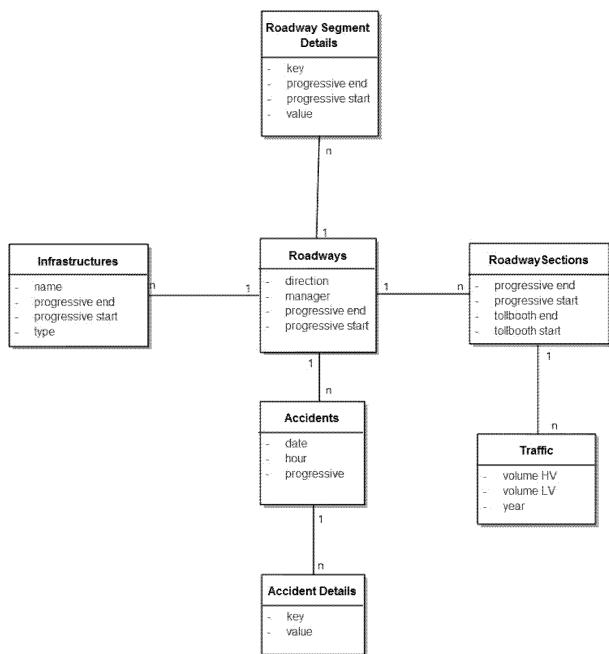 Roadway Segment
Details
- key
- progressive end
- progressive start
- value
n
1
Infrastructures
- name
- progressive end
- progressive start
- type
n
1
Roadways
- direction
- manager
- progressive end
- progressive start
1
n
RoadwaySections
- progressive end
- progressive start
- tollbooth end
- tollbooth start
1
n
Accidents
- date
- hour
- progressive
1
n
Traffic
- volume HV
- volume LV
- year
1
n
Accident Details
- key
- value